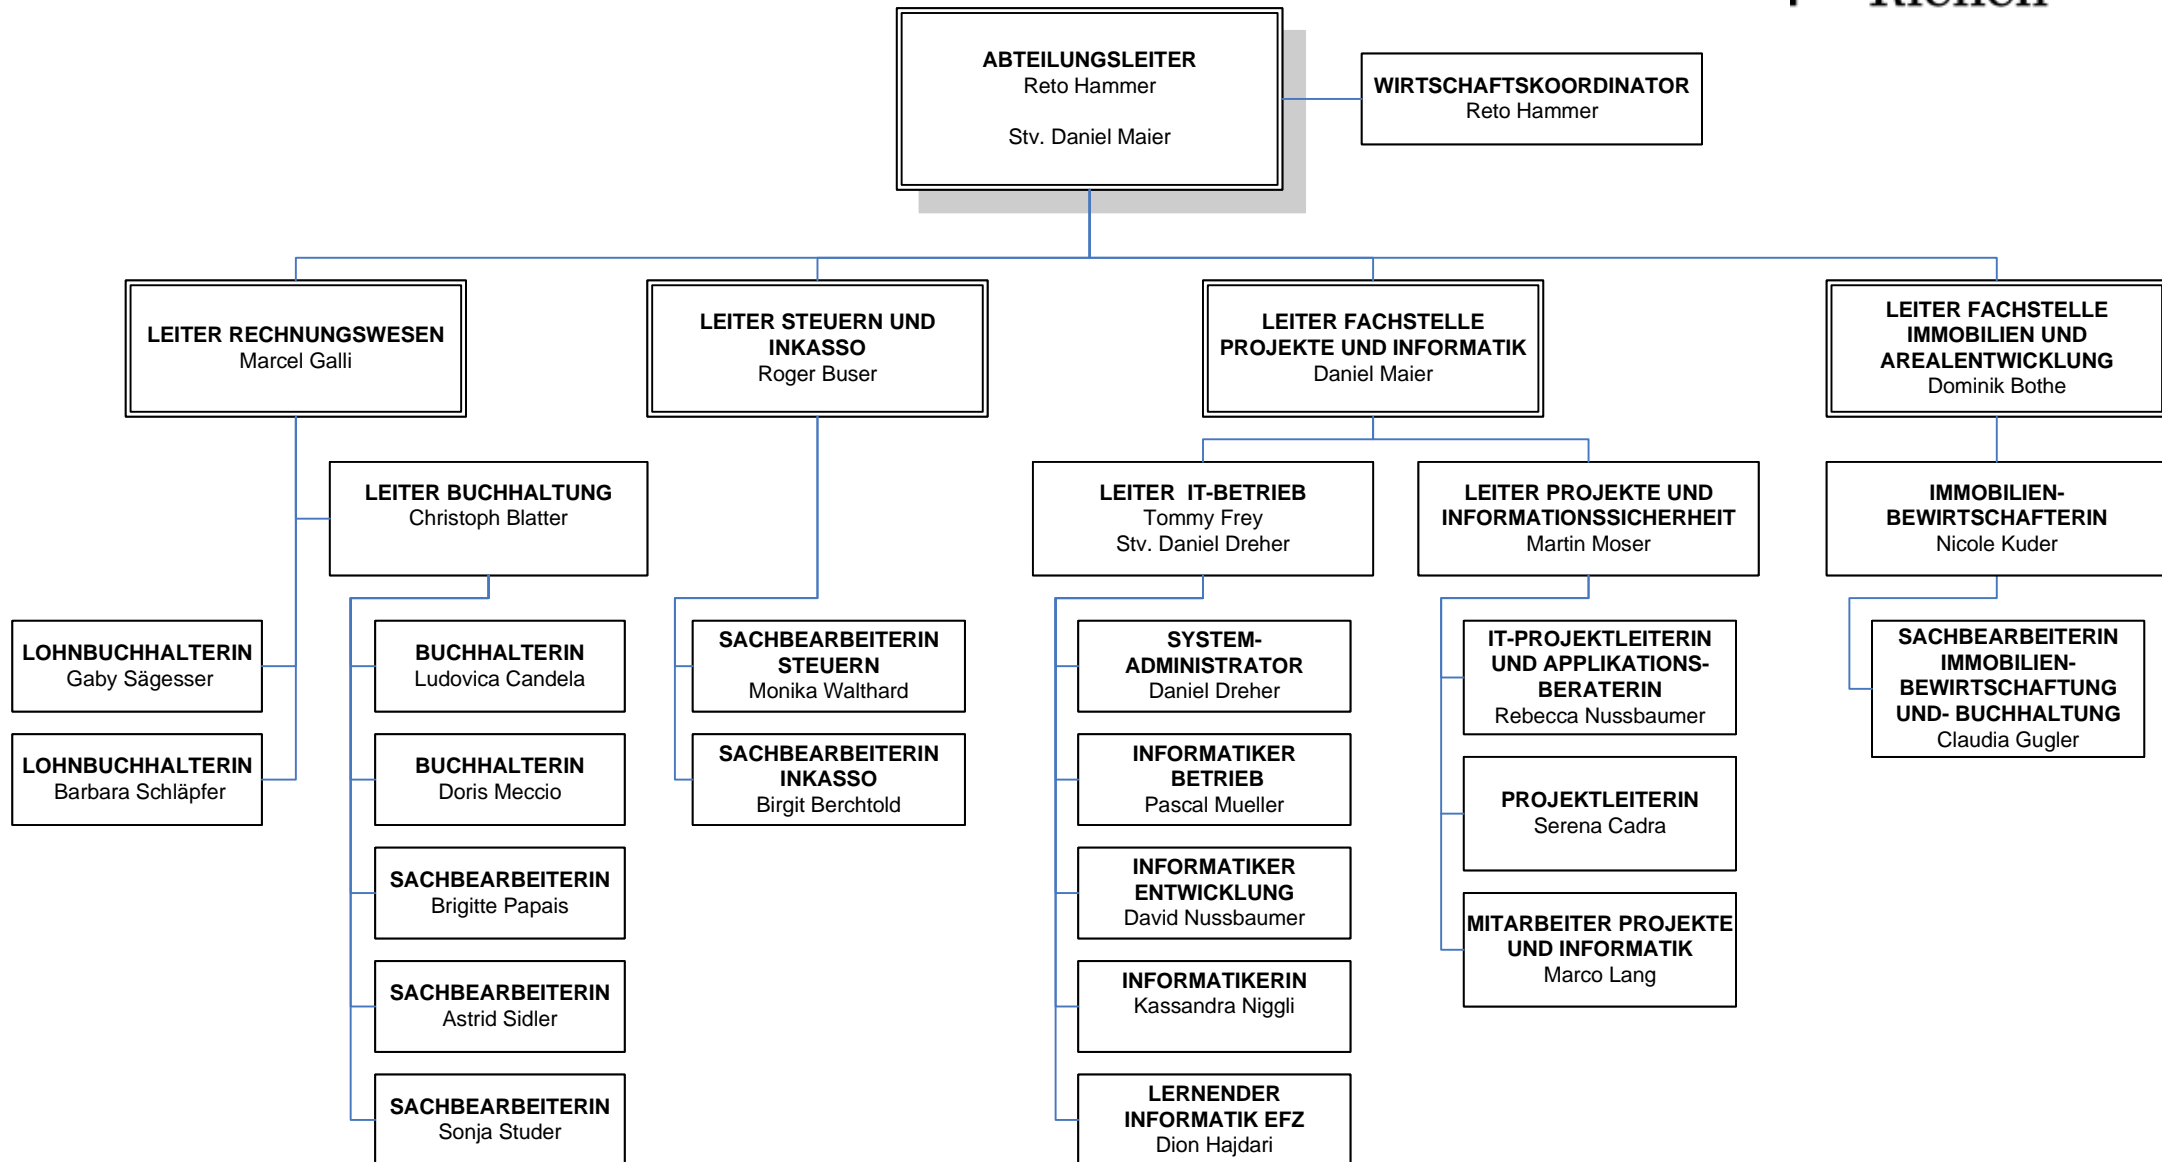 ABTEILUNGSLEITER
Reto Hammer
Stv. Daniel Maier
WIRTSCHAFTSKOORDINATOR
Reto Hammer
LEITER RECHNUNGSWESEN
Marcel Galli
LEITER STEUERN UND
INKASSO
Roger Buser
LEITER FACHSTELLE
PROJEKTE UND INFORMATIK
Daniel Maier
LEITER FACHSTELLE
IMMOBILIEN UND
AREALENTWICKLUNG
Dominik Bothe
LEITER BUCHHALTUNG
Christoph Blatter
LEITER IT-BETRIEB
Tommy Frey
Stv. Daniel Dreher
LEITER PROJEKTE UND
INFORMATIONSSICHERHEIT
Martin Moser
IMMOBILIEN-
BEWIRTSCHAFTERIN
Nicole Kuder
LOHNBUCHHALTERIN
Gaby Sägesser
LOHNBUCHHALTERIN
Barbara Schläpfer
BUCHHALTERIN
Ludovica Candela
BUCHHALTERIN
Doris Meccio
SACHBEARBEITERIN
Brigitte Papais
SACHBEARBEITERIN
Astrid Sidler
SACHBEARBEITERIN
Sonja Studer
SACHBEARBEITERIN
STEUERN
Monika Walthard
SACHBEARBEITERIN
INKASSO
Birgit Berchtold
SYSTEM-
ADMINISTRATOR
Daniel Dreher
INFORMATIKER
BETRIEB
Pascal Mueller
INFORMATIKER
ENTWICKLUNG
David Nussbaumer
INFORMATIKERIN
Kassandra Niggli
LERNENDER
INFORMATIK EFZ
Dion Hajdari
IT-PROJEKTLEITERIN
UND APPLIKATIONS-
BERATERIN
Rebecca Nussbaumer
PROJEKTLEITERIN
Serena Cadra
MITARBEITER PROJEKTE
UND INFORMATIK
Marco Lang
SACHBEARBEITERIN
IMMOBILIEN-
BEWIRTSCHAFTUNG
UND- BUCHHALTUNG
Claudia Gugler